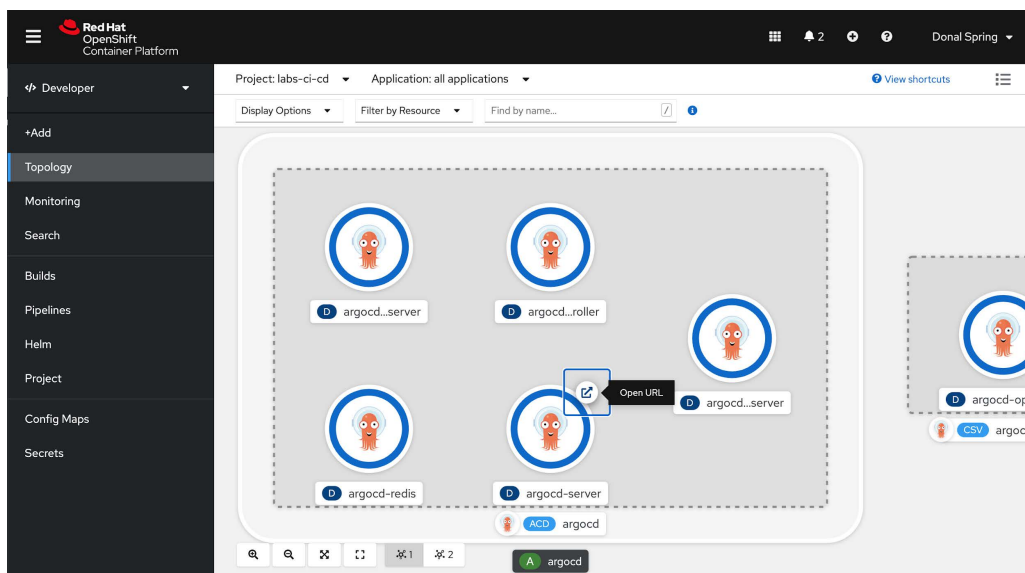 Red Hat
OpenShift
Container Platform
2
Donal Spring
Developer
+Add
Topology
Monitoring
Search
Builds
Pipelines
Helm
Project
Config Maps
Secrets
Project: labs-ci-cd Application: all applications
View shortcuts
Display Options Filter by Resource Find by name... /
D argocd...server
D argocd...roller
Open URL
D argocd...server
D argocd-redis
D argocd-server
ACD argocd
D argocd-op
CSV argoc
1 2
A argocd